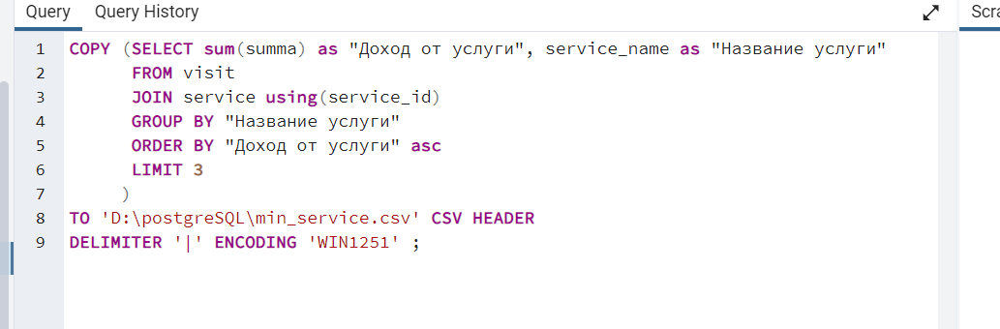 Query Query History Scra
1 COPY (SELECT sum(summa) as "Доход от услуги", service_name as "Название услуги"
2 FROM visit
3 JOIN service using(service_id)
4 GROUP BY "Название услуги"
5 ORDER BY "Доход от услуги" asc
6 LIMIT 3
7 )
8 TO 'D:\postgreSQL\min_service.csv' CSV HEADER
9 DELIMITER '|' ENCODING 'WIN1251' ;